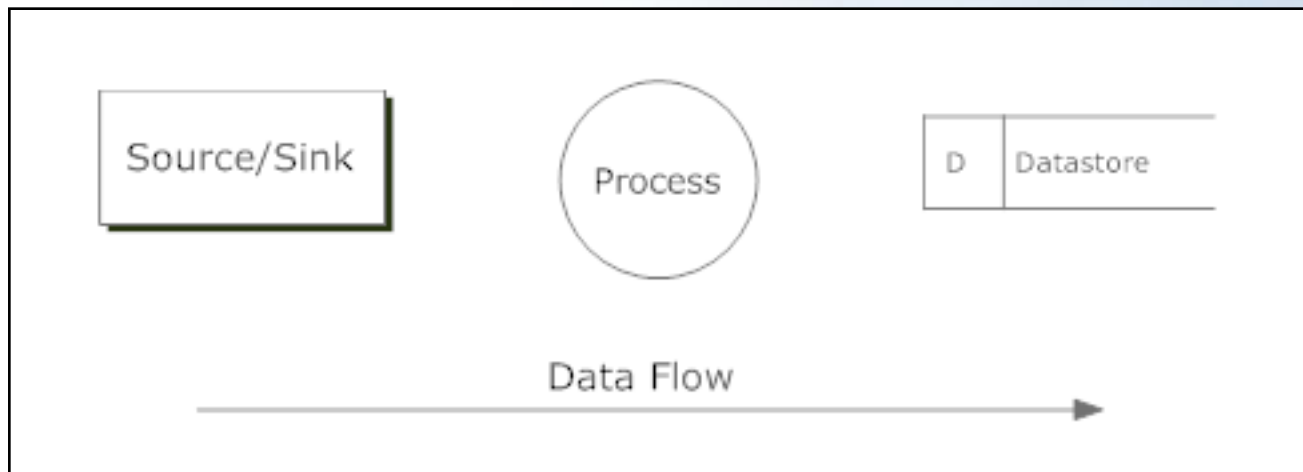 Source/Sink
Process
D
Datastore
Data Flow